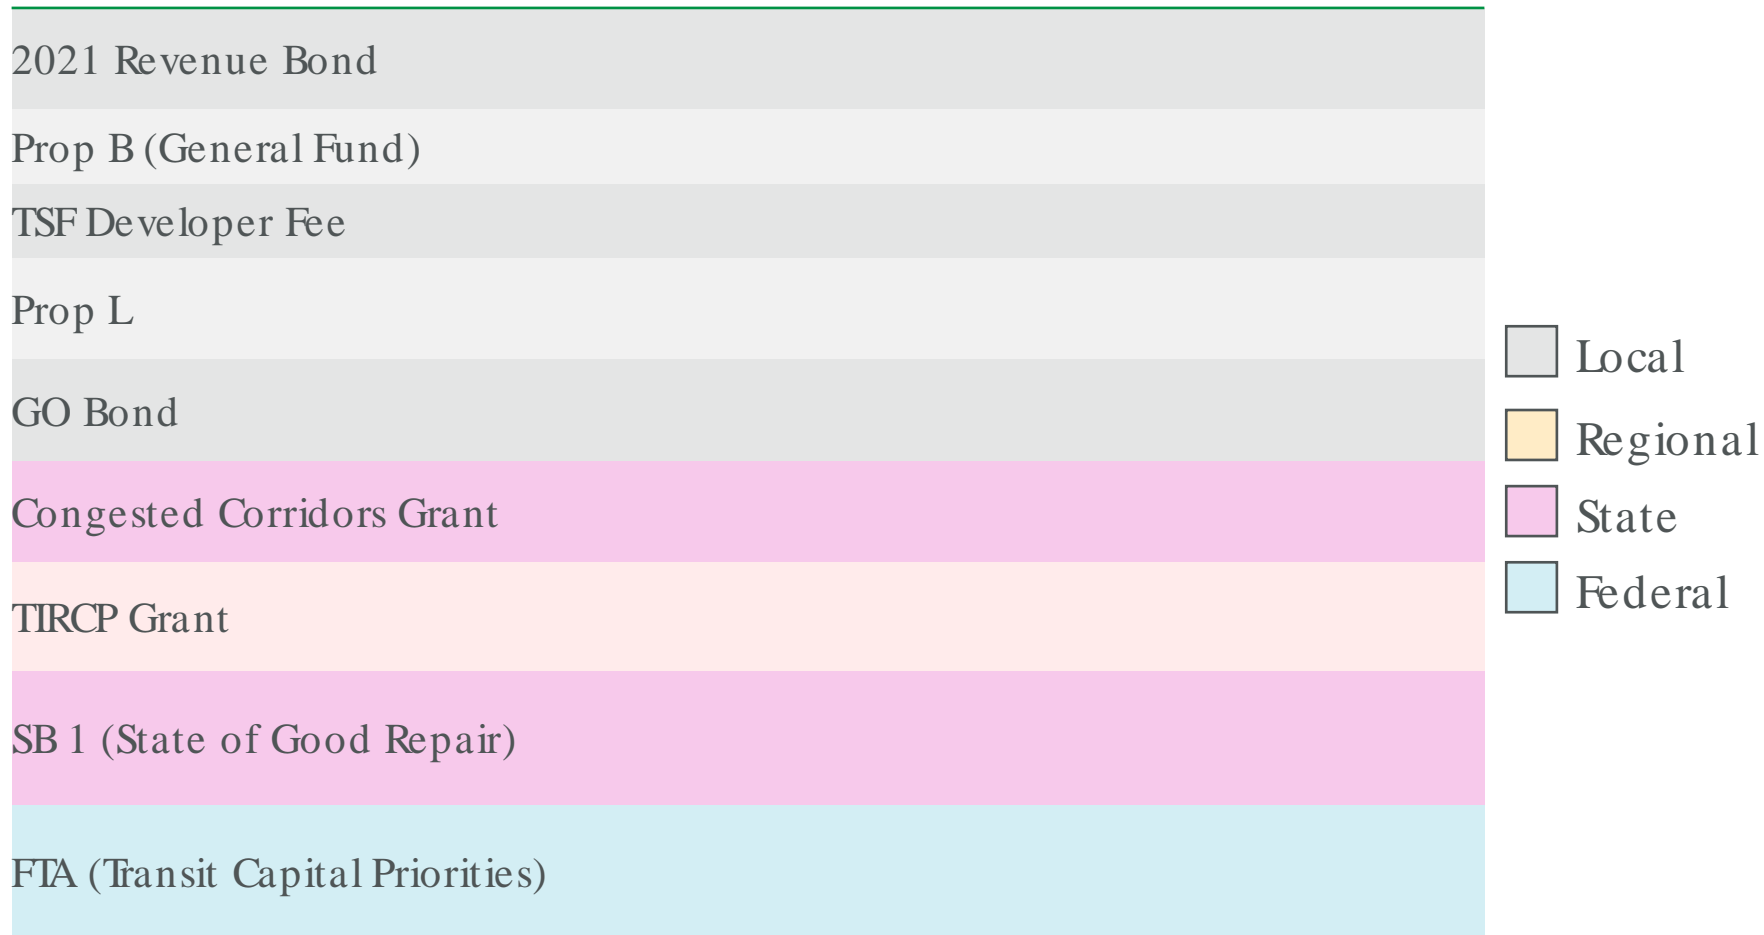 2021 Revenue Bond
Prop B (General Fund)
TSF Developer Fee
Prop L
GO Bond
Congested Corridors Grant
TIRCP Grant
SB 1 (State of Good Repair)
FTA (Transit Capital Priorities)
Local
Regional
State
Federal